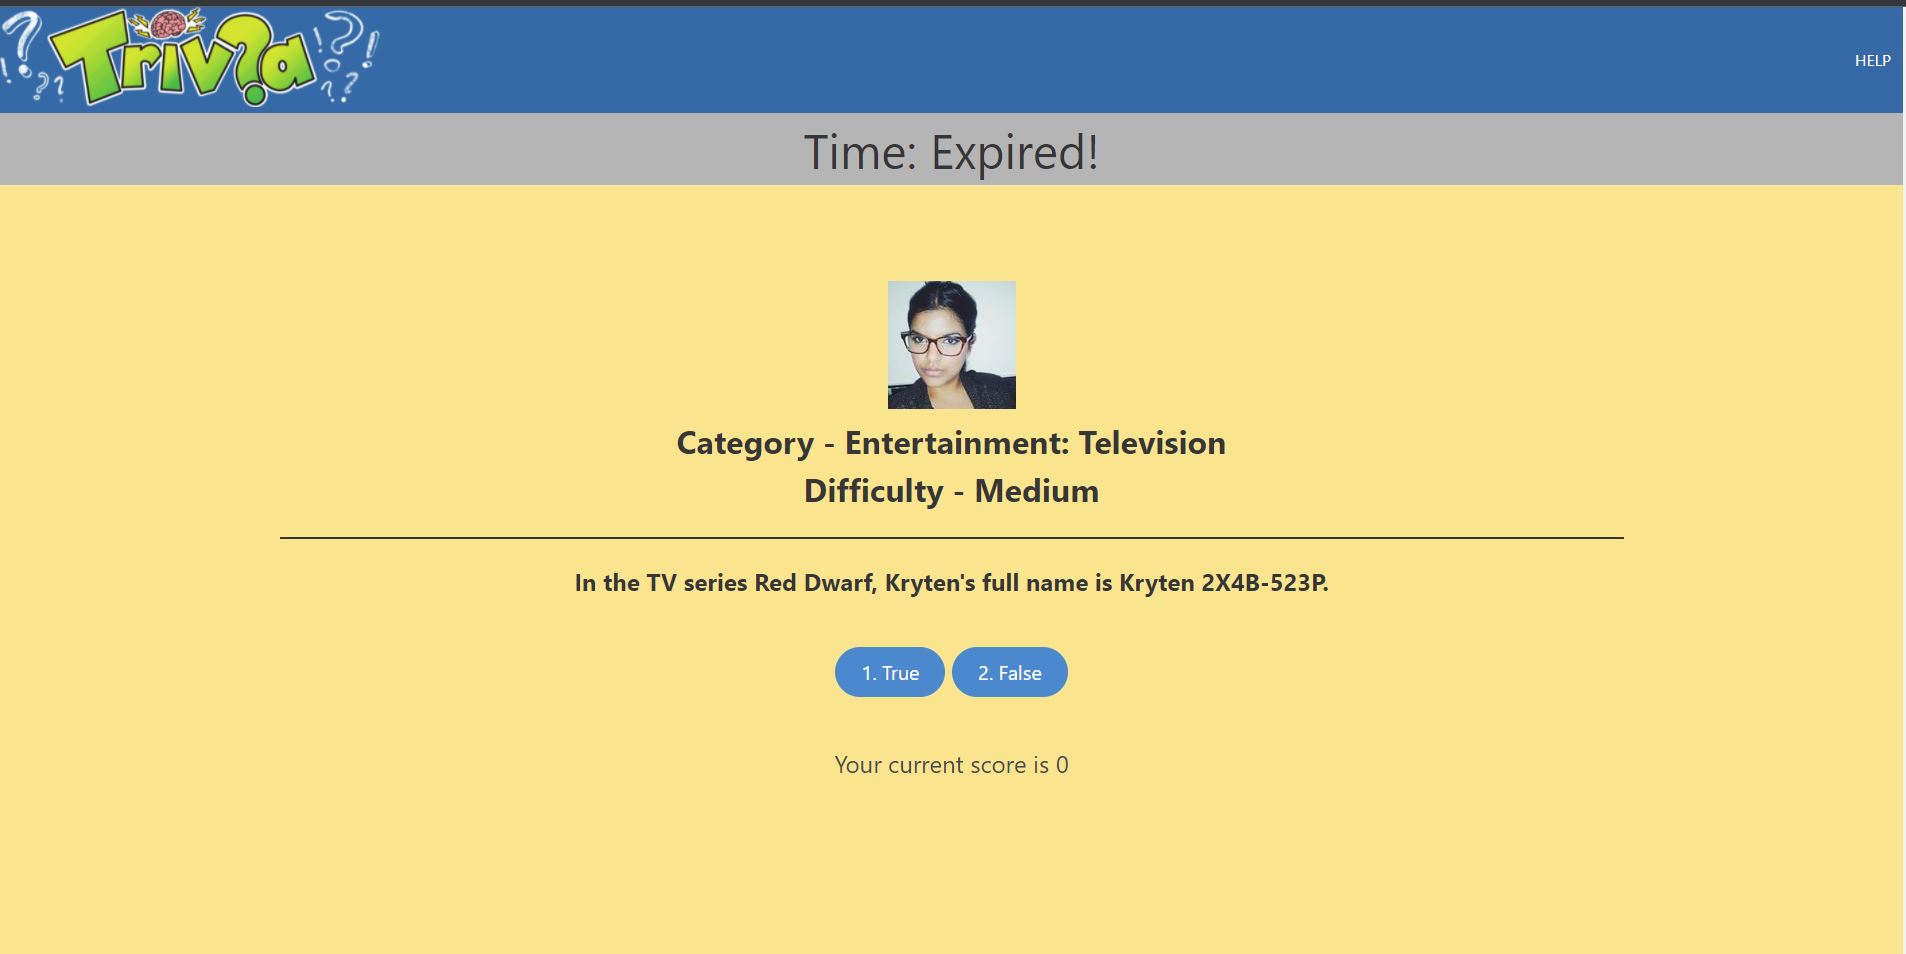 Triv?a
HELP
Time: Expired!
Category - Entertainment: Television
Difficulty - Medium
In the TV series Red Dwarf, Kryten's full name is Kryten 2X4B-523P.
1. True
2. False
Your current score is 0